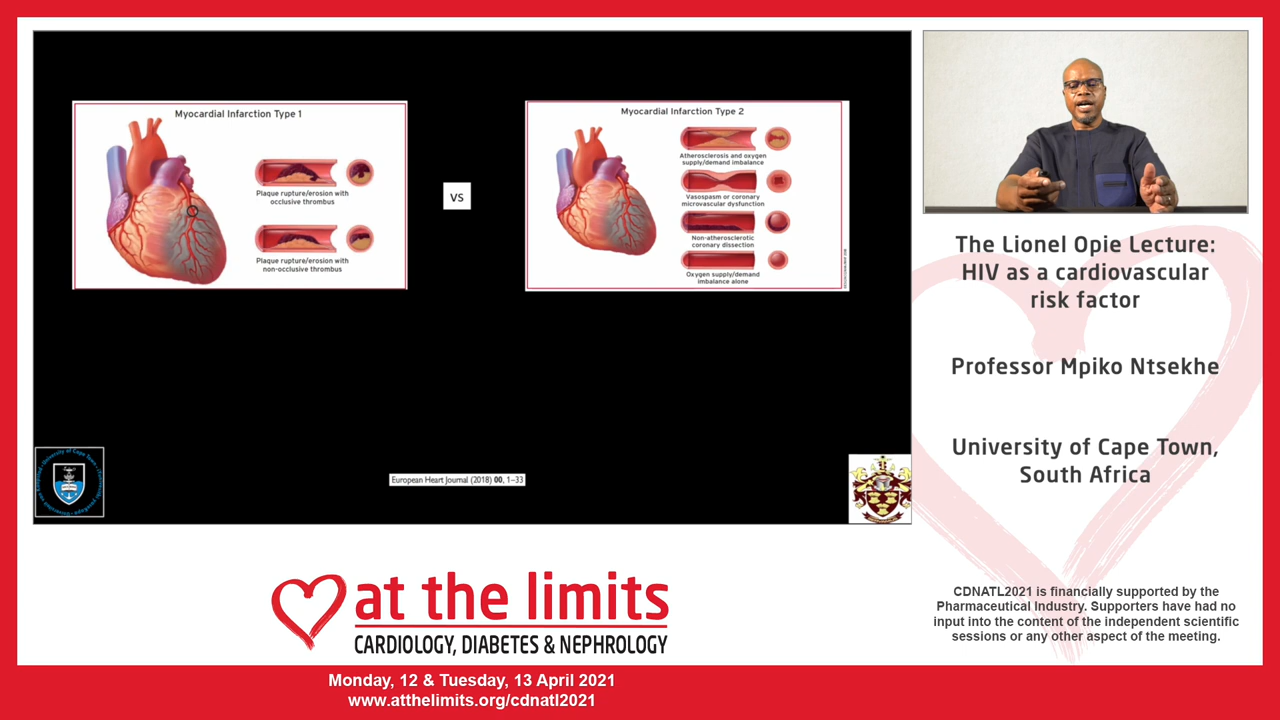 Myocardial Infarction Type 1
Plaque rupture/erosion with
occlusive thrombus
Plaque rupture/erosion with
non-occlusive thrombus
vs
Myocardial Infarction Type 2
Atherosclerosis and oxygen
supply/demand imbalance
Vasospasm or coronary
microvascular dysfunction
Non-atherosclerotic
coronary dissection
Oxygen supply/demand
imbalance alone
European Heart Journal (2018) 00, 1–33
The Lionel Opie Lecture:
HIV as a cardiovascular
risk factor
Professor Mpiko Ntsekhe
University of Cape Town,
South Africa
CDNATL2021 is financially supported by the
Pharmaceutical Industry. Supporters have had no
input into the content of the independent scientific
sessions or any other aspect of the meeting.
at the limits
CARDIOLOGY, DIABETES & NEPHROLOGY
Monday, 12 & Tuesday, 13 April 2021
www.atthelimits.org/cdnatl2021